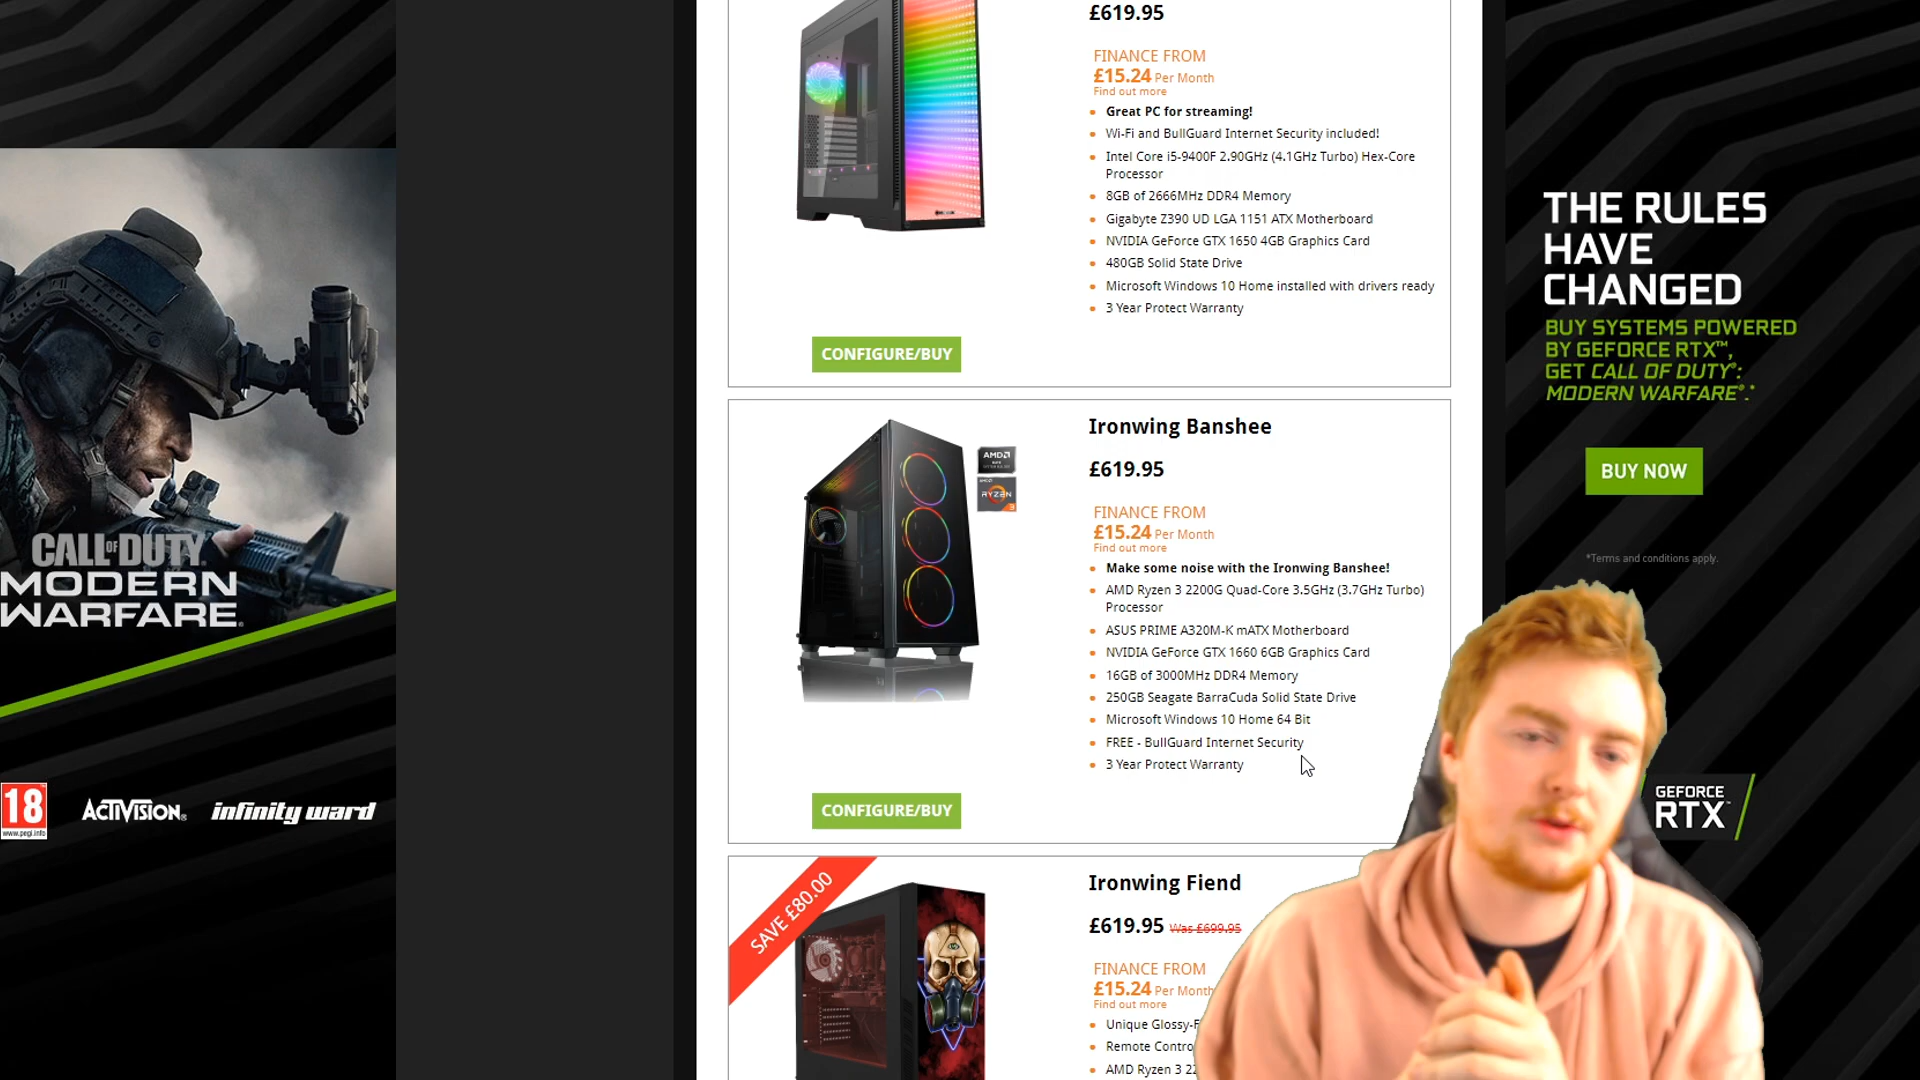 £619.95
FINANCE FROM
£15.24 Per Month
Find out more
Great PC for streaming!
Wi-Fi and BullGuard Internet Security included!
Intel Core i5-9400F 2.90GHz (4.1GHz Turbo) Hex-Core
Processor
8GB of 2666MHz DDR4 Memory
Gigabyte Z390 UD LGA 1151 ATX Motherboard
NVIDIA GeForce GTX 1650 4GB Graphics Card
480GB Solid State Drive
Microsoft Windows 10 Home installed with drivers ready
3 Year Protect Warranty
CONFIGURE/BUY
Ironwing Banshee
£619.95
AMD
RYZEN
3
FINANCE FROM
£15.24 Per Month
Find out more
Make some noise with the Ironwing Banshee!
AMD Ryzen 3 2200G Quad-Core 3.5GHz (3.7GHz Turbo)
Processor
ASUS PRIME A320M-K mATX Motherboard
NVIDIA GeForce GTX 1660 6GB Graphics Card
16GB of 3000MHz DDR4 Memory
250GB Seagate BarraCuda Solid State Drive
Microsoft Windows 10 Home 64 Bit
FREE - BullGuard Internet Security
3 Year Protect Warranty
CONFIGURE/BUY
SAVE £80.00
Ironwing Fiend
£619.95 Was £699.95
FINANCE FROM
£15.24 Per Month
Find out more
Unique Glossy-F
Remote Contro
AMD Ryzen 3 22
CALL OF DUTY®
MODERN
WARFARE®
18
www.pegi.info
ACTIVISION®
infinity ward
THE RULES
HAVE
CHANGED
BUY SYSTEMS POWERED
BY GEFORCE RTX™,
GET CALL OF DUTY®:
MODERN WARFARE®.*
BUY NOW
*Terms and conditions apply.
GEFORCE
RTX™